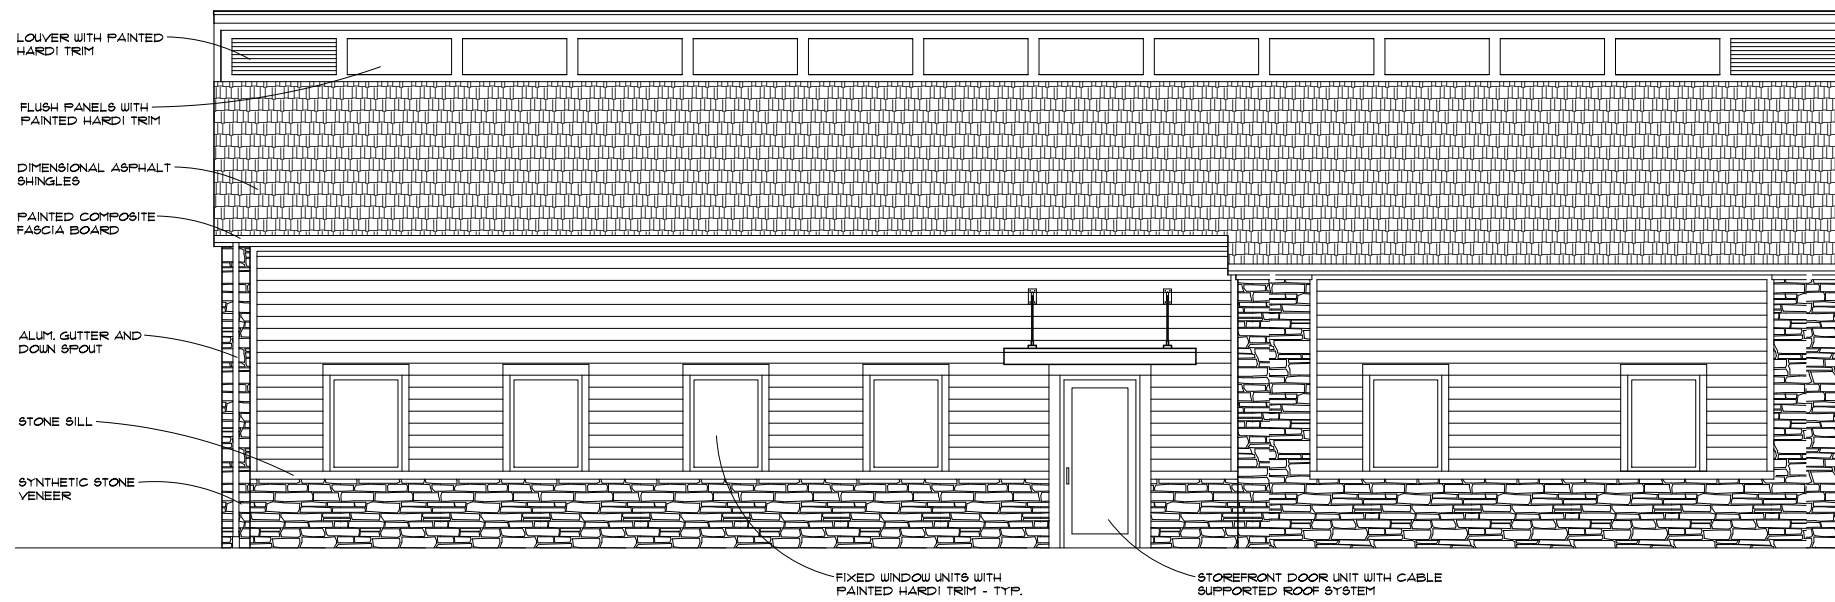 LOUVER WITH PAINTED
HARDI TRIM
FLUSH PANELS WITH
PAINTED HARDI TRIM
DIMENSIONAL ASPHALT
SHINGLES
PAINTED COMPOSITE
FASCIA BOARD
ALUM. GUTTER AND
DOWN SPOUT
STONE SILL
SYNTHETIC STONE
VENEER
FIXED WINDOW UNITS WITH
PAINTED HARDI TRIM - TYP.
STOREFRONT DOOR UNIT WITH CABLE
SUPPORTED ROOF SYSTEM